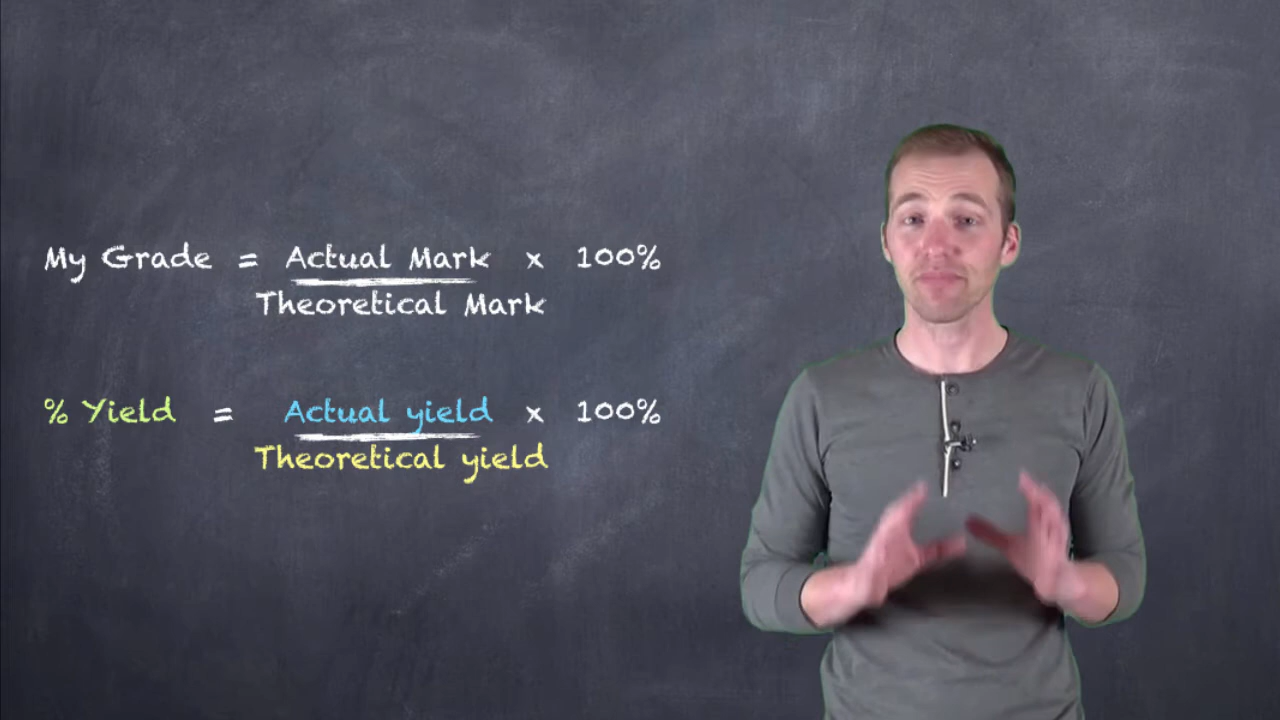 My Grade = Actual Mark x 100%
Theoretical Mark
% Yield = Actual yield x 100%
Theoretical yield